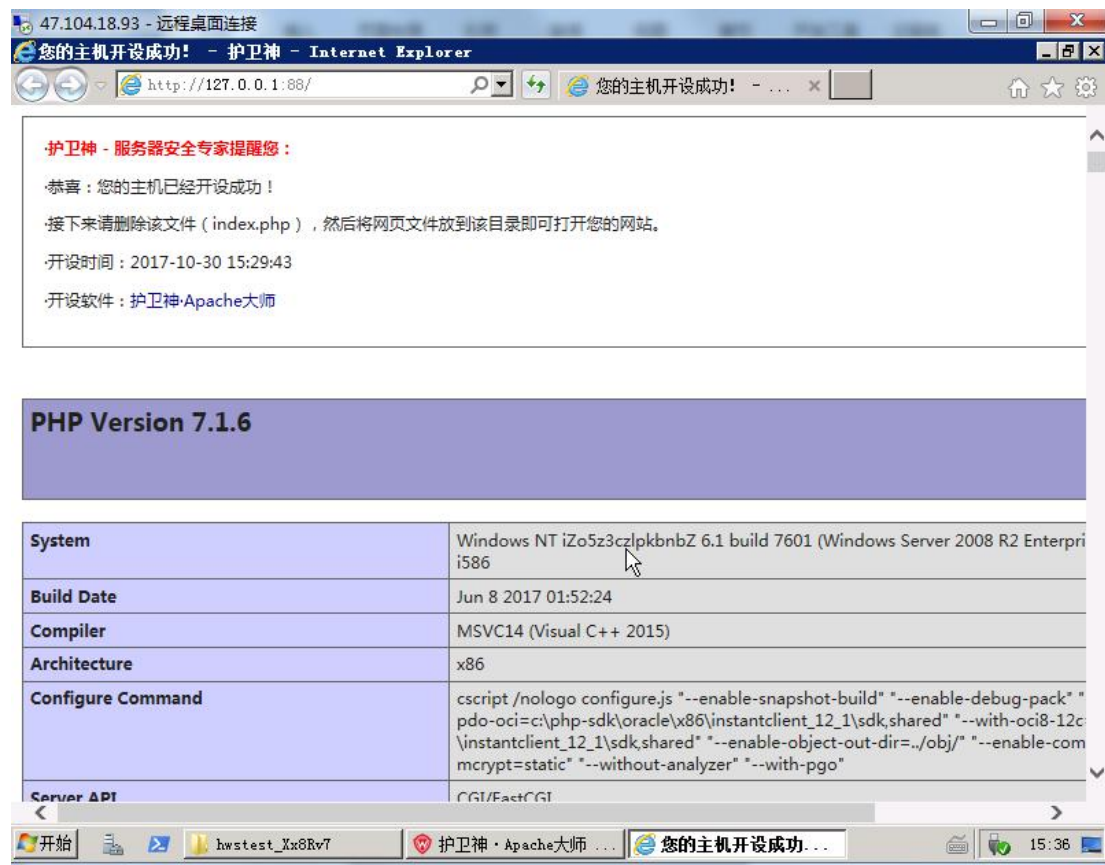 47.104.18.93 - 远程桌面连接
您的主机开设成功! - 护卫神 - Internet Explorer
http://127.0.0.1:88/
您的主机开设成功! - ...
·护卫神 - 服务器安全专家提醒您：
·恭喜：您的主机已经开设成功！
·接下来请删除该文件（index.php），然后将网页文件放到该目录即可打开您的网站。
·开设时间：2017-10-30 15:29:43
·开设软件：护卫神·Apache大师
PHP Version 7.1.6
System
Windows NT iZo5z3czlpkbnbZ 6.1 build 7601 (Windows Server 2008 R2 Enterpri
i586
Build Date
Jun 8 2017 01:52:24
Compiler
MSVC14 (Visual C++ 2015)
Architecture
x86
Configure Command
cscript /nologo configure.js "--enable-snapshot-build" "--enable-debug-pack" "
pdo-oci=c:\php-sdk\oracle\x86\instantclient_12_1\sdk,shared" "--with-oci8-12c
\instantclient_12_1\sdk,shared" "--enable-object-out-dir=../obj/" "--enable-com
mcrypt=static" "--without-analyzer" "--with-pgo"
Server API
CGI/FastCGI
开始
hwstest_Xx8Rv7
护卫神·Apache大师 ...
您的主机开设成功...
15:36